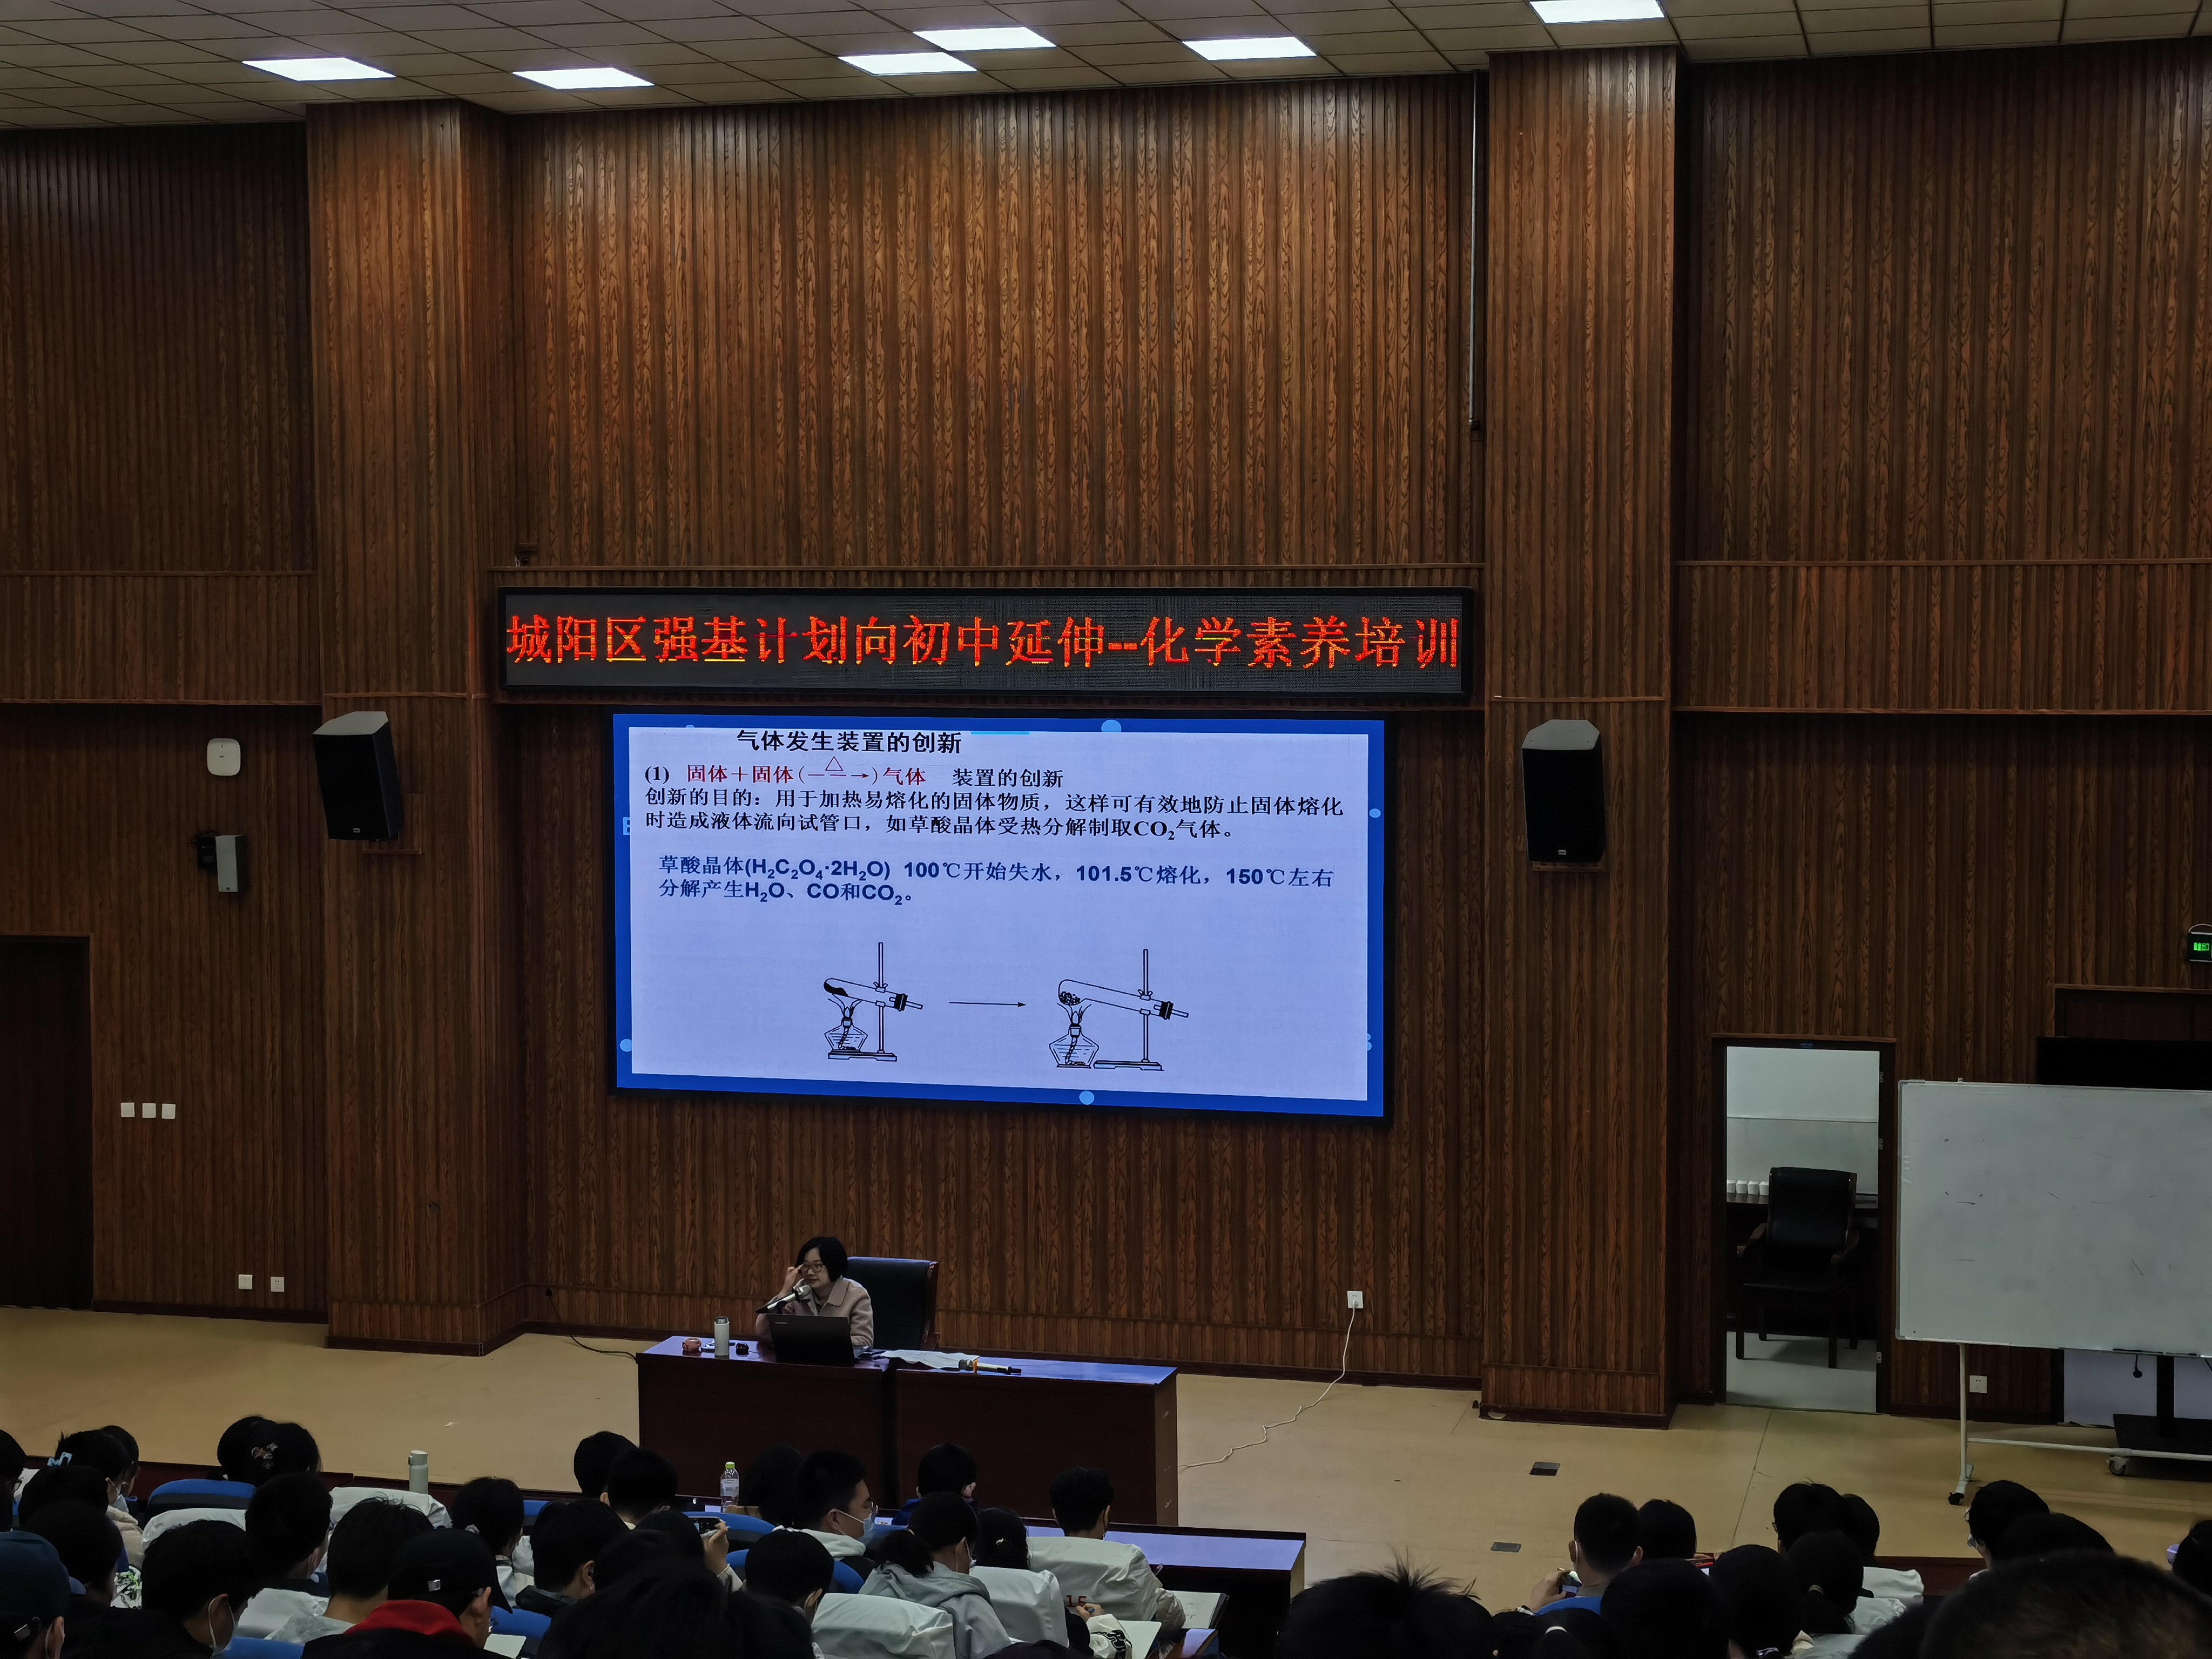 城阳区强基计划向初中延伸--化学素养培训
气体发生装置的创新
(1) 固体＋固体(—△→)气体 装置的创新
创新的目的：用于加热易熔化的固体物质，这样可有效地防止固体熔化
时造成液体流向试管口，如草酸晶体受热分解制取CO₂气体。
草酸晶体(H₂C₂O₄·2H₂O) 100℃开始失水，101.5℃熔化，150℃左右
分解产生H₂O、CO和CO₂。
15